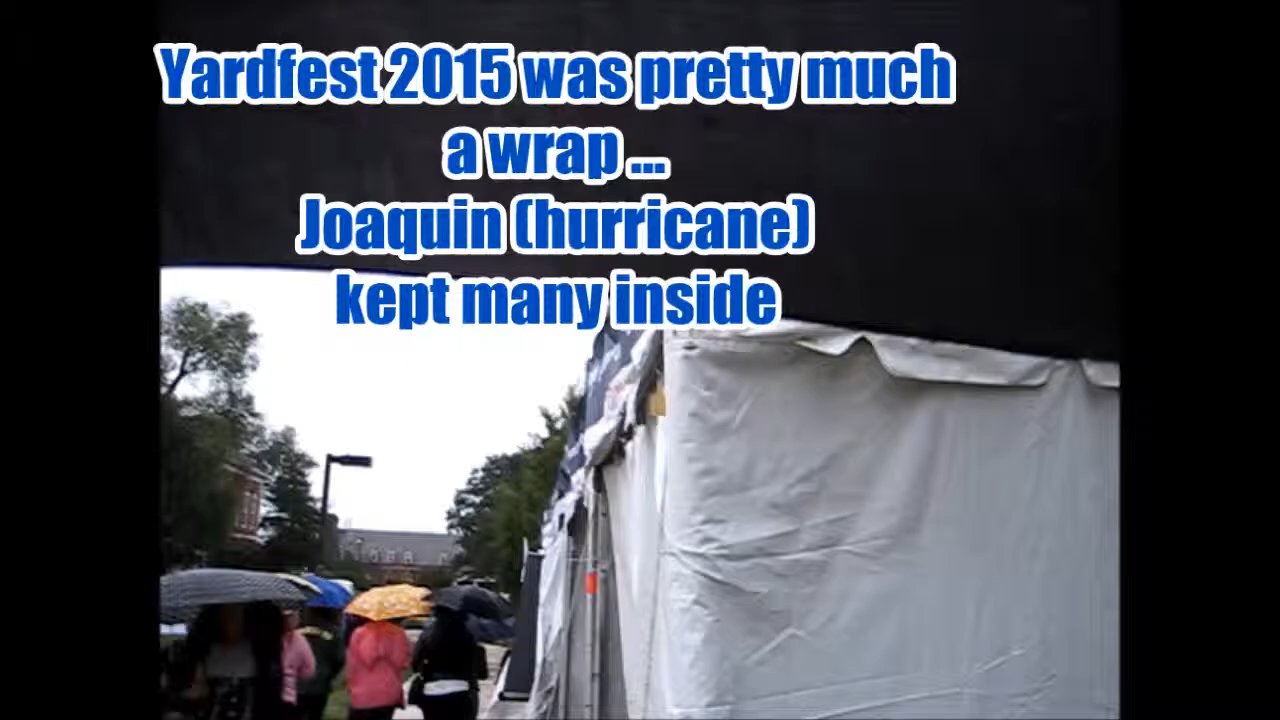 Yardfest 2015 was pretty much
a wrap ...
Joaquin (hurricane)
kept many inside